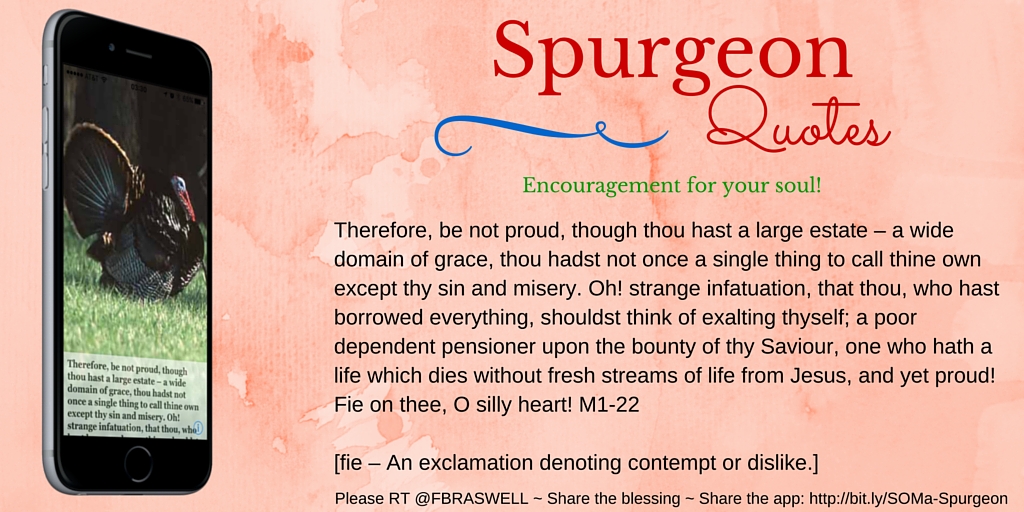 Spurgeon
Quotes
Encouragement for your soul!
Therefore, be not proud, though thou hast a large estate – a wide
domain of grace, thou hadst not once a single thing to call thine own
except thy sin and misery. Oh! strange infatuation, that thou, who hast
borrowed everything, shouldst think of exalting thyself; a poor
dependent pensioner upon the bounty of thy Saviour, one who hath a
life which dies without fresh streams of life from Jesus, and yet proud!
Fie on thee, O silly heart! M1-22
[fie – An exclamation denoting contempt or dislike.]
Please RT @FBRASWELL ~ Share the blessing ~ Share the app: http://bit.ly/SOMa-Spurgeon
Therefore, be not proud, though
thou hast a large estate – a wide
domain of grace, thou hadst not
once a single thing to call thine own
except thy sin and misery. Oh!
strange infatuation, that thou, who